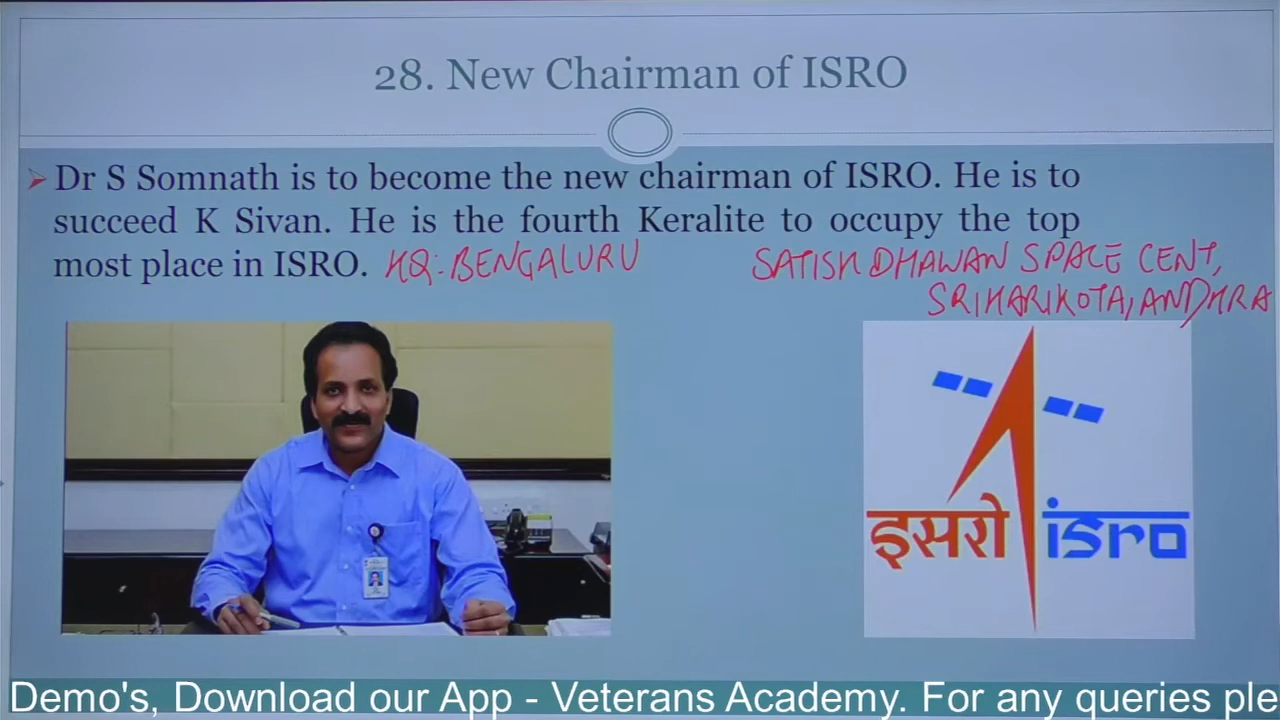 28. New Chairman of ISRO
Dr S Somnath is to become the new chairman of ISRO. He is to
succeed K Sivan. He is the fourth Keralite to occupy the top
most place in ISRO. HQ:- BENGALURU
SATISH DHAWAN SPACE CENT,
SRIHARIKOTA, ANDHRA
इसरो isro
Demo's, Download our App - Veterans Academy. For any queries ple